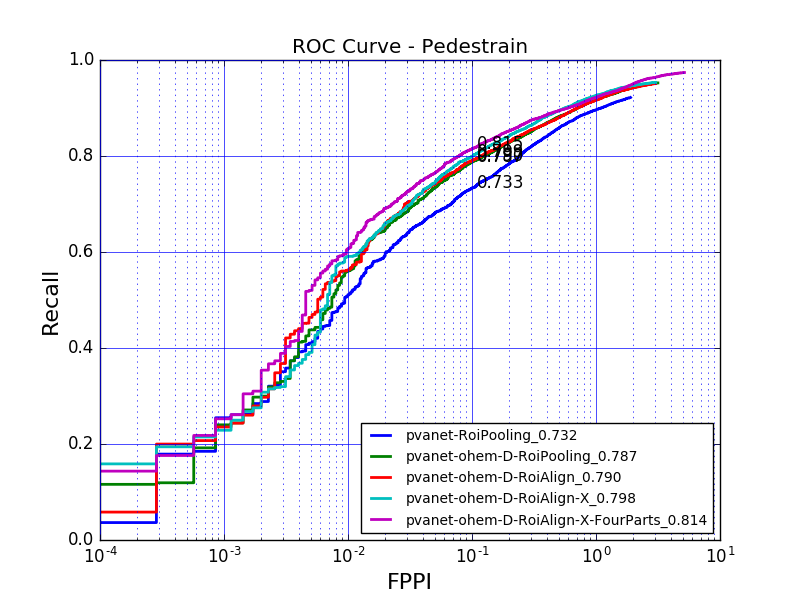 ROC Curve - Pedestrain
1.0
0.8
0.6
0.4
0.2
0.0
Recall
0.815
0.733
pvanet-RoiPooling_0.732
pvanet-ohem-D-RoiPooling_0.787
pvanet-ohem-D-RoiAlign_0.790
pvanet-ohem-D-RoiAlign-X_0.798
pvanet-ohem-D-RoiAlign-X-FourParts_0.814
10^-4 10^-3 10^-2 10^-1 10^0 10^1
FPPI